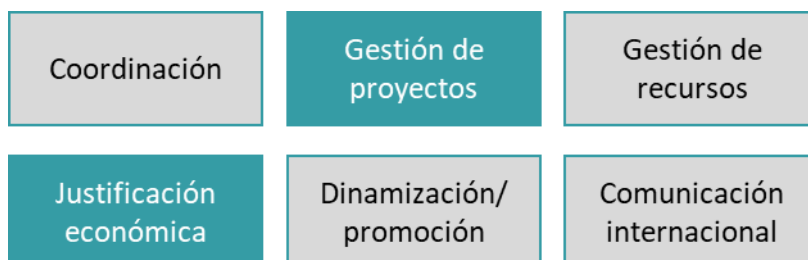 Coordinación
Gestión de
proyectos
Gestión de
recursos
Justificación
económica
Dinamización/
promoción
Comunicación
internacional